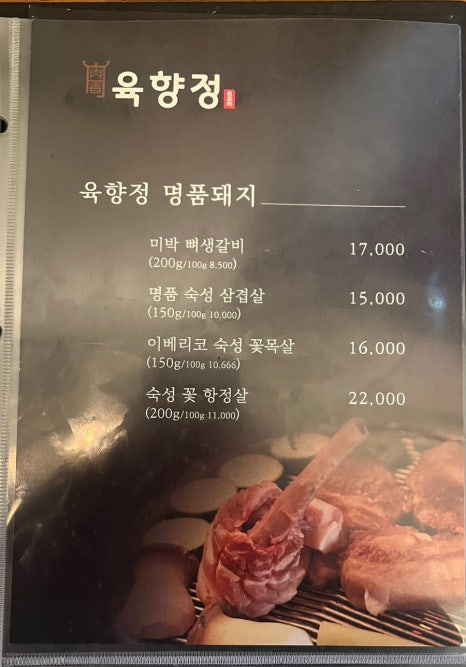 肉香
육향정
육향정 명품돼지
미박 뼈생갈비 17,000
(200g/100g 8,500)
명품 숙성 삼겹살 15,000
(150g/100g 10,000)
이베리코 숙성 꽃목살 16,000
(150g/100g 10,666)
숙성 꽃 항정살 22,000
(200g/100g 11,000)